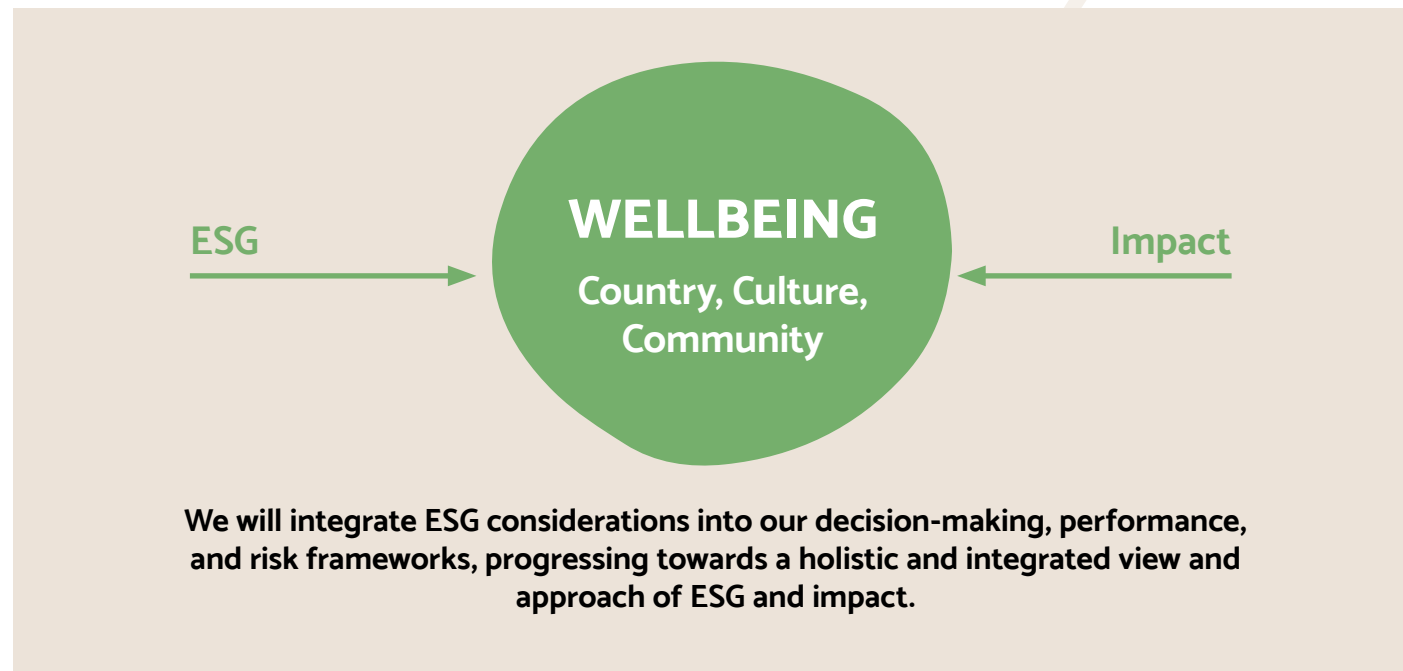 WELLBEING
Country, Culture,
Community
ESG
Impact
We will integrate ESG considerations into our decision-making, performance,
and risk frameworks, progressing towards a holistic and integrated view and
approach of ESG and impact.